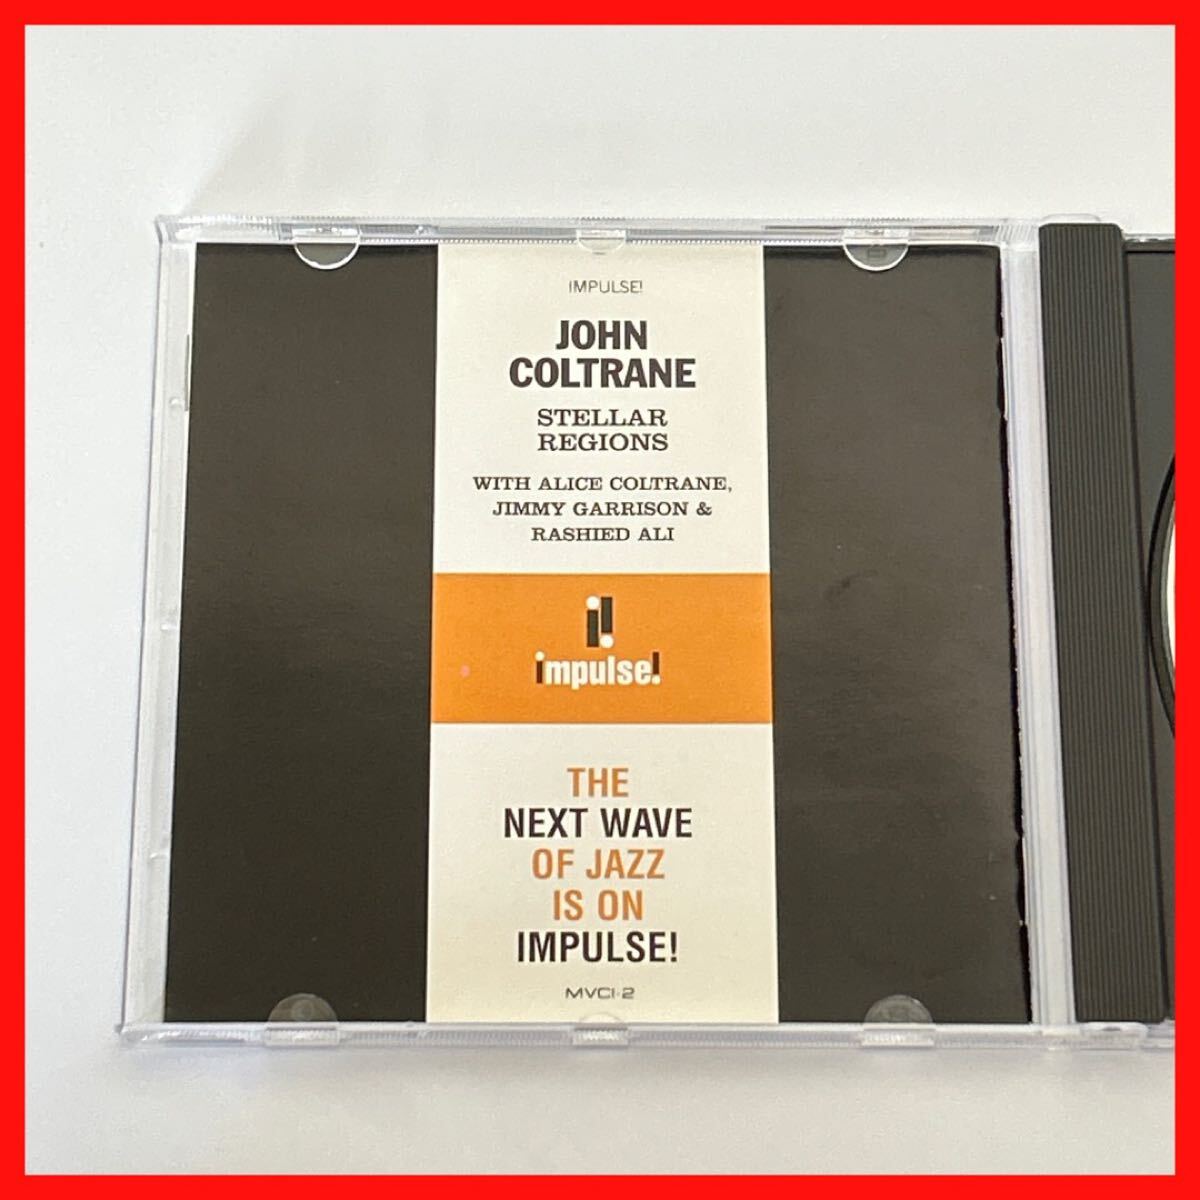 IMPULSE!
JOHN
COLTRANE
STELLAR
REGIONS
WITH ALICE COLTRANE,
JIMMY GARRISON &
RASHIED ALI
impulse!
THE
NEXT WAVE
OF JAZZ
IS ON
IMPULSE!
MVCI-2